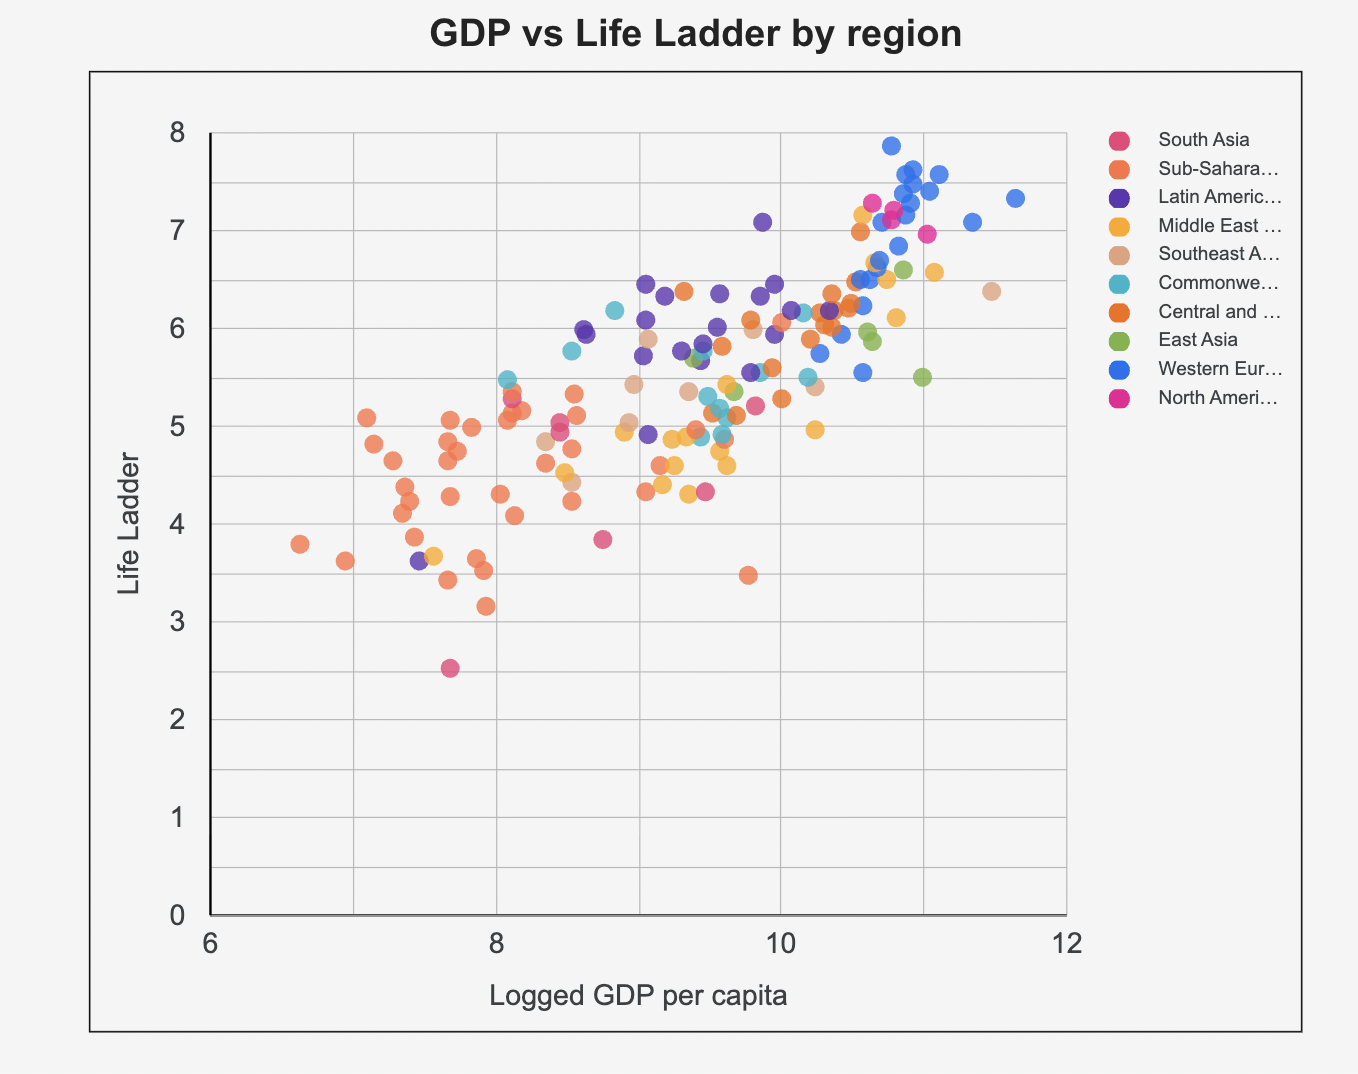 GDP vs Life Ladder by region
8
7
6
5
4
3
2
1
0
Life Ladder
6 8 10 12
Logged GDP per capita
South Asia
Sub-Sahara…
Latin Americ…
Middle East …
Southeast A…
Commonwe…
Central and …
East Asia
Western Eur…
North Ameri…